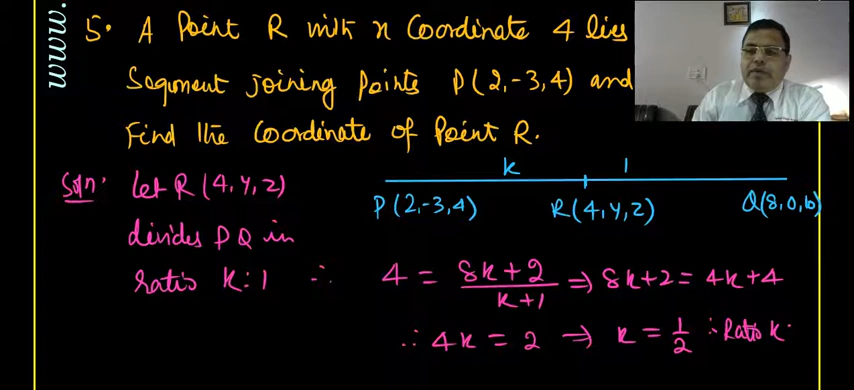 www.
5. A Point R with x Coordinate 4 lies
Segment joining Points P(2,-3,4) and
Find the Coordinate of Point R.
Soln. Let R (4, y, z)
divides PQ in
ratio K:1
K 1
P(2,-3,4) R(4, y, z) Q(8,0,10)
∴ 4 = (8K+2)/(K+1) ⇒ 8K+2 = 4K+4
∴ 4K = 2 ⇒ K = 1/2 ∴ Ratio K: